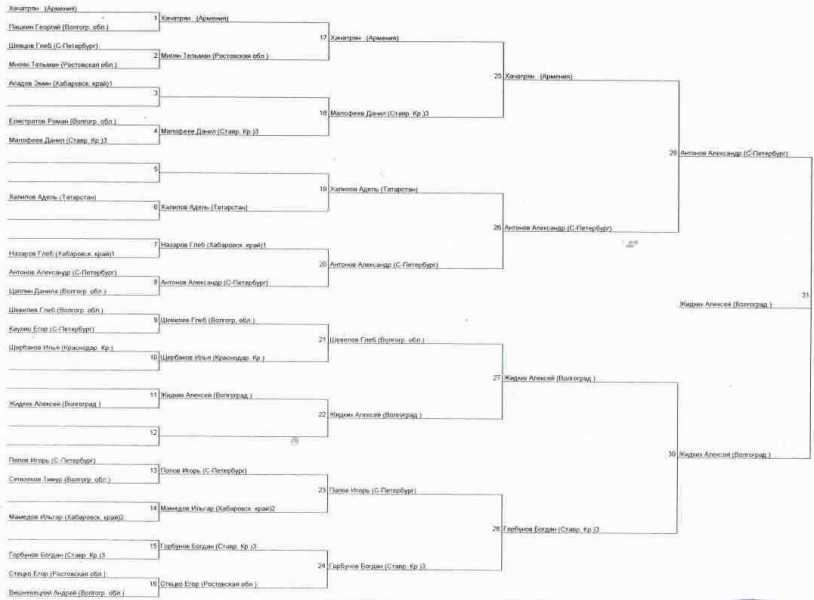 Хачатрян (Армения)
1 Хачатрян (Армения)
Пашкин Георгий (Волгогр. обл.)
17 Хачатрян (Армения)
Шевцов Глеб (С-Петербург)
2 Мноян Тельман (Ростовская обл.)
Мноян Тельман (Ростовская обл.)
25 Хачатрян (Армения)
Асадов Эмин (Хабаровск. край)1
3
18 Малофеев Данил (Ставр. Кр.)3
Елистратов Роман (Волгогр. обл.)
4 Малофеев Данил (Ставр. Кр.)3
Малофеев Данил (Ставр. Кр.)3
29 Антонов Александр (С-Петербург)
5
19 Халилов Адель (Татарстан)
Халилов Адель (Татарстан)
6 Халилов Адель (Татарстан)
26 Антонов Александр (С-Петербург)
7 Назаров Глеб (Хабаровск. край)1
Назаров Глеб (Хабаровск. край)1
20 Антонов Александр (С-Петербург)
Антонов Александр (С-Петербург)
8 Антонов Александр (С-Петербург)
Цаплин Данила (Волгогр. обл.)
31
Жидких Алексей (Волгоград )
Шевелев Глеб (Волгогр. обл.)
9 Шевелев Глеб (Волгогр. обл.)
Егор (С-Петербург)
21 Шевелев Глеб (Волгогр. обл.)
Щербаков Илья (Краснодар. Кр.)
10 Щербаков Илья (Краснодар. Кр.)
27 Жидких Алексей (Волгоград )
11 Жидких Алексей (Волгоград )
Жидких Алексей (Волгоград )
22 Жидких Алексей (Волгоград )
12
30 Жидких Алексей (Волгоград )
Попов Игорь (С-Петербург)
13 Попов Игорь (С-Петербург)
Тимур (Волгогр. обл.)
23 Попов Игорь (С-Петербург)
14 Мамедов Ильгар (Хабаровск. край)2
Мамедов Ильгар (Хабаровск. край)2
28 Горбунов Богдан (Ставр. Кр.)3
15 Горбунов Богдан (Ставр. Кр.)3
Горбунов Богдан (Ставр. Кр.)3
24 Горбунов Богдан (Ставр. Кр.)3
Стецко Егор (Ростовская обл.)
16 Стецко Егор (Ростовская обл.)
Вишневецкий Андрей (Волгогр. обл.)